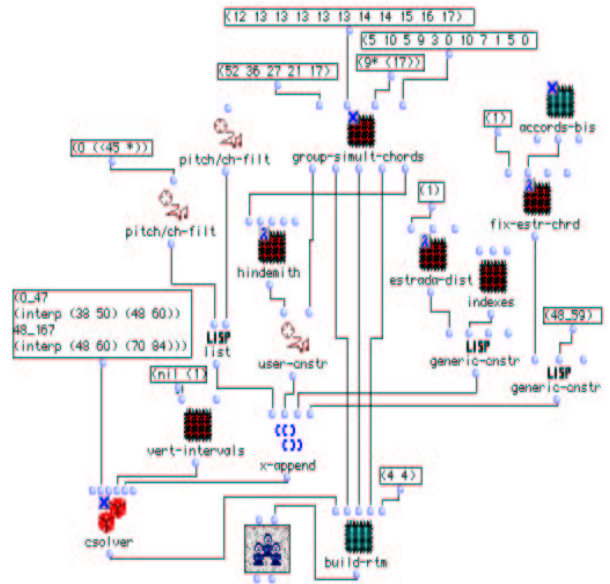 (12 13 13 13 13 13 14 14 15 16 17)
(5 10 5 9 3 0 10 7 1 5 0)
(52 36 27 21 17)
(9* (17))
(1)
accords-bis
pitch/ch-filt
group-simult-chords
(0 ((45 *))
(1)
fix-estr-chrd
pitch/ch-filt
hindemith
estrada-dist
indexes
(0_47
(interp (38 50) (48 60))
48_167
(interp (48 60) (70 84)))
LISP
list
user-cnstr
LISP
generic-cnstr
(48_59)
LISP
generic-cnstr
(nil (1)
vert-intervals
x-append
(4 4)
csolver
build-rtm